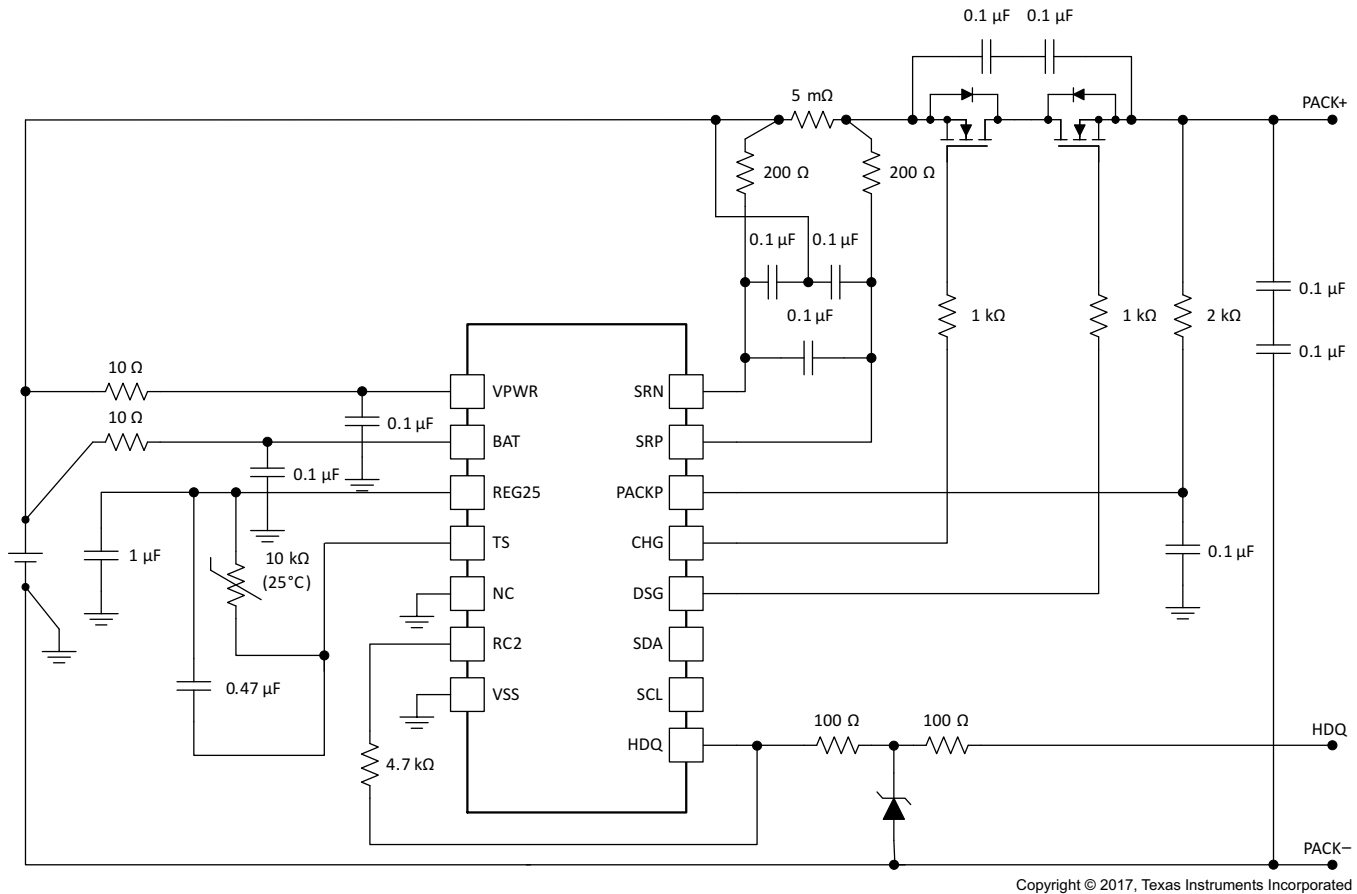 0.1 µF 0.1 µF
5 mΩ
PACK+
200 Ω
200 Ω
0.1 µF 0.1 µF
0.1 µF
1 kΩ
1 kΩ
2 kΩ
0.1 µF
0.1 µF
10 Ω
VPWR
SRN
10 Ω
0.1 µF
BAT
SRP
0.1 µF
REG25
PACKP
1 µF
10 kΩ
(25°C)
TS
CHG
0.1 µF
NC
DSG
RC2
SDA
0.47 µF
VSS
SCL
HDQ
100 Ω
100 Ω
HDQ
4.7 kΩ
PACK–
Copyright © 2017, Texas Instruments Incorporated